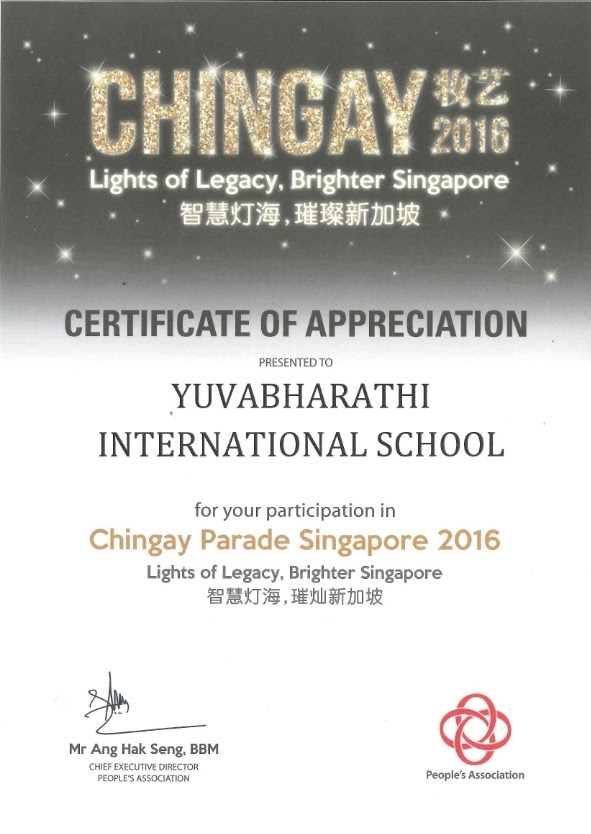 CHINGAY 妆艺
2016
Lights of Legacy, Brighter Singapore
智慧灯海,璀璨新加坡
CERTIFICATE OF APPRECIATION
PRESENTED TO
YUVABHARATHI
INTERNATIONAL SCHOOL
for your participation in
Chingay Parade Singapore 2016
Lights of Legacy, Brighter Singapore
智慧灯海,璀灿新加坡
Mr Ang Hak Seng, BBM
CHIEF EXECUTIVE DIRECTOR
PEOPLE'S ASSOCIATION
People's Association